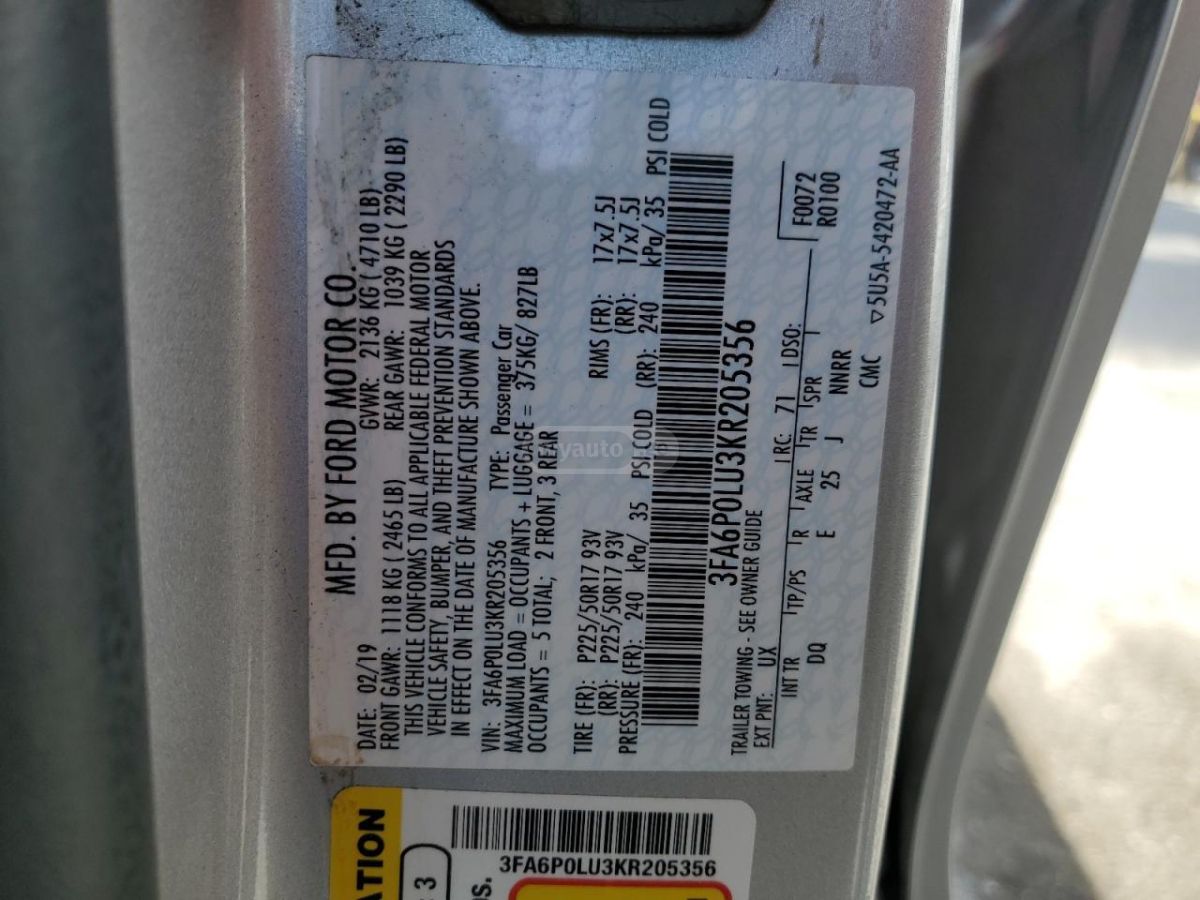 MFD. BY FORD MOTOR CO.
DATE: 02/19 GVWR: 2136 KG ( 4710 LB)
FRONT GAWR: 1118 KG ( 2465 LB) REAR GAWR: 1039 KG ( 2290 LB)
THIS VEHICLE CONFORMS TO ALL APPLICABLE FEDERAL MOTOR
VEHICLE SAFETY, BUMPER, AND THEFT PREVENTION STANDARDS
IN EFFECT ON THE DATE OF MANUFACTURE SHOWN ABOVE.
VIN: 3FA6P0LU3KR205356 TYPE: Passenger Car
MAXIMUM LOAD = OCCUPANTS + LUGGAGE = 375KG/ 827LB
OCCUPANTS = 5 TOTAL; 2 FRONT, 3 REAR
TIRE (FR): P225/50R17 93V RIMS (FR): 17x7.5J
(RR): P225/50R17 93V (RR): 17x7.5J
PRESSURE (FR): 240 kPa/ 35 PSI COLD (RR): 240 kPa/ 35 PSI COLD
3FA6P0LU3KR205356
TRAILER TOWING - SEE OWNER GUIDE
EXT PNT: UX RC: 71 DSO: F0072
R0100
INT TR TP/PS R AXLE TR SPR
DQ E 25 J NNRR
CMC ▽5U5A-5420472-AA
myauto
3FA6P0LU3KR205356